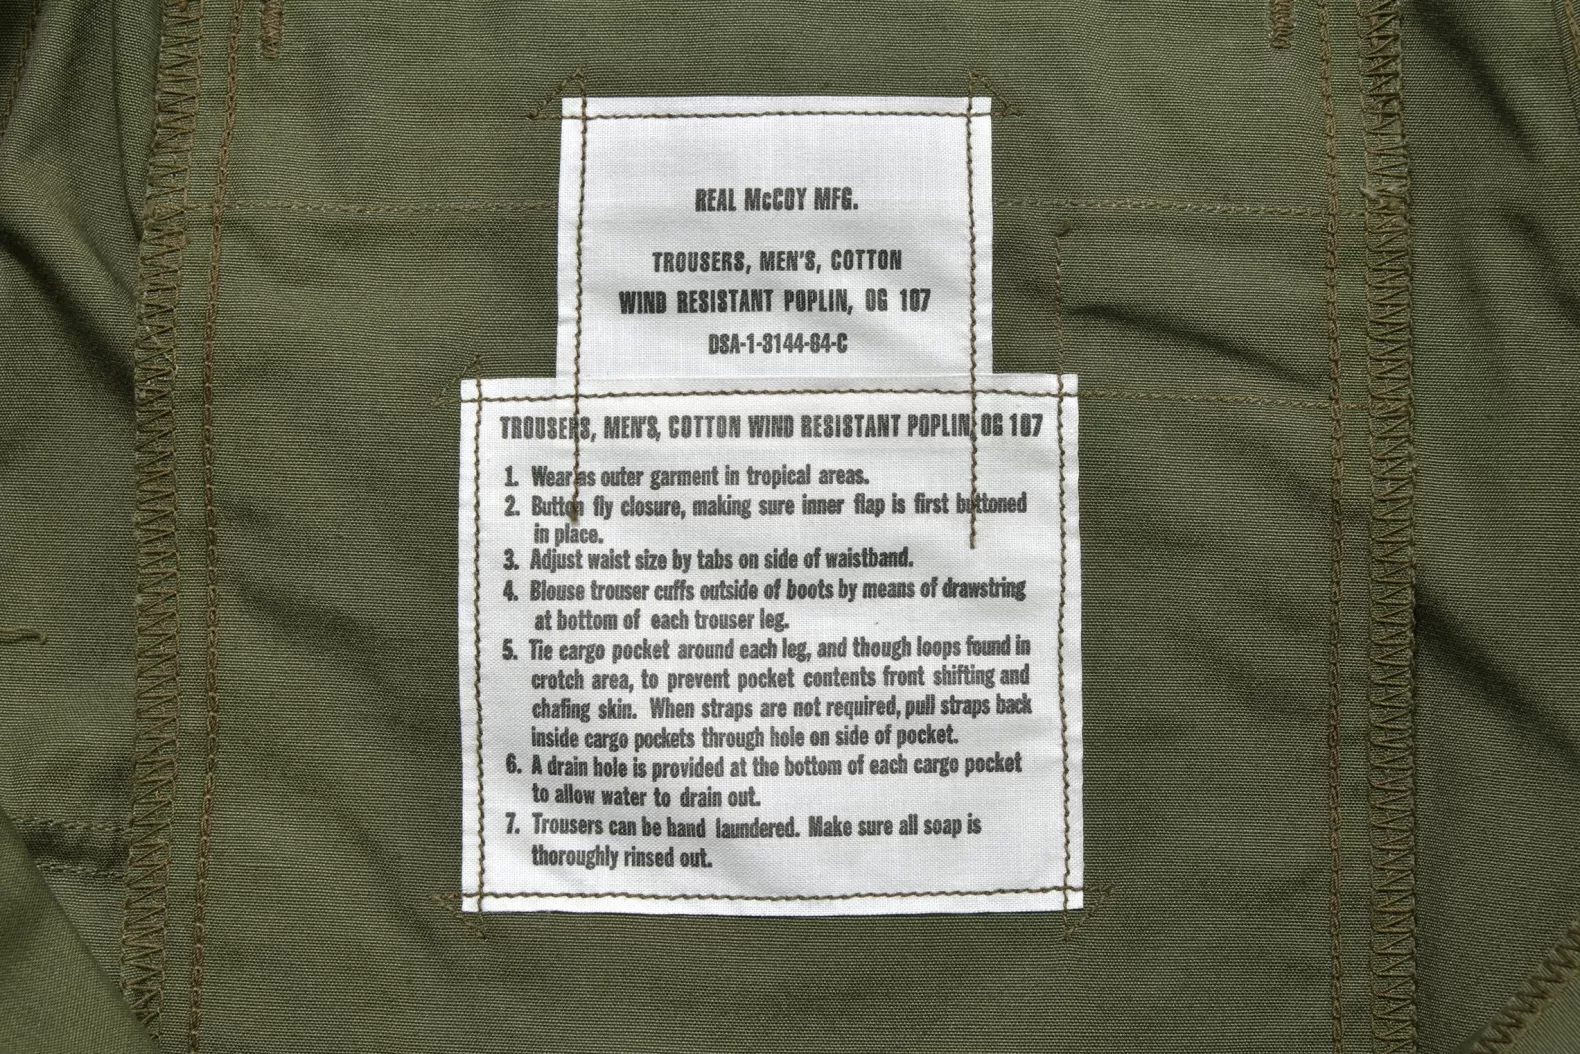 REAL McCOY MFG.
TROUSERS, MEN'S, COTTON
WIND RESISTANT POPLIN, OG 107
DSA-1-3144-64-C
TROUSERS, MEN'S, COTTON WIND RESISTANT POPLIN, OG 107
1. Wear as outer garment in tropical areas.
2. Button fly closure, making sure inner flap is first buttoned
in place.
3. Adjust waist size by tabs on side of waistband.
4. Blouse trouser cuffs outside of boots by means of drawstring
at bottom of each trouser leg.
5. Tie cargo pocket around each leg, and though loops found in
crotch area, to prevent pocket contents front shifting and
chafing skin. When straps are not required, pull straps back
inside cargo pockets through hole on side of pocket.
6. A drain hole is provided at the bottom of each cargo pocket
to allow water to drain out.
7. Trousers can be hand laundered. Make sure all soap is
thoroughly rinsed out.